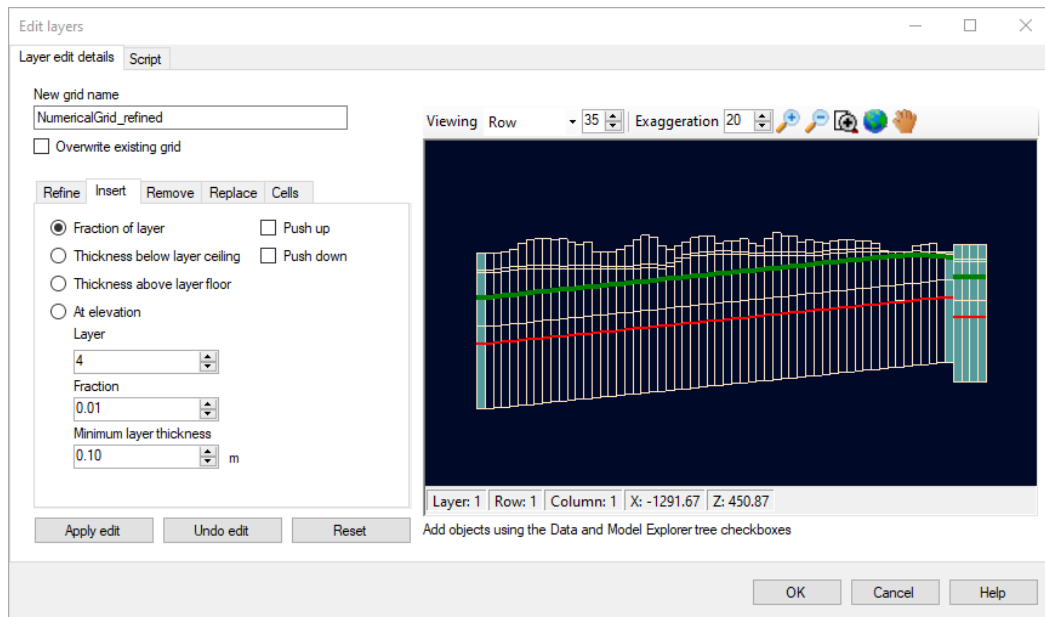 Edit layers
Layer edit details Script
New grid name
NumericalGrid_refined
Overwrite existing grid
Refine Insert Remove Replace Cells
Fraction of layer Push up
Thickness below layer ceiling Push down
Thickness above layer floor
At elevation
Layer
4
Fraction
0.01
Minimum layer thickness
0.10 m
Apply edit Undo edit Reset
Viewing Row 35 Exaggeration 20
Layer: 1 Row: 1 Column: 1 X: -1291.67 Z: 450.87
Add objects using the Data and Model Explorer tree checkboxes
OK Cancel Help